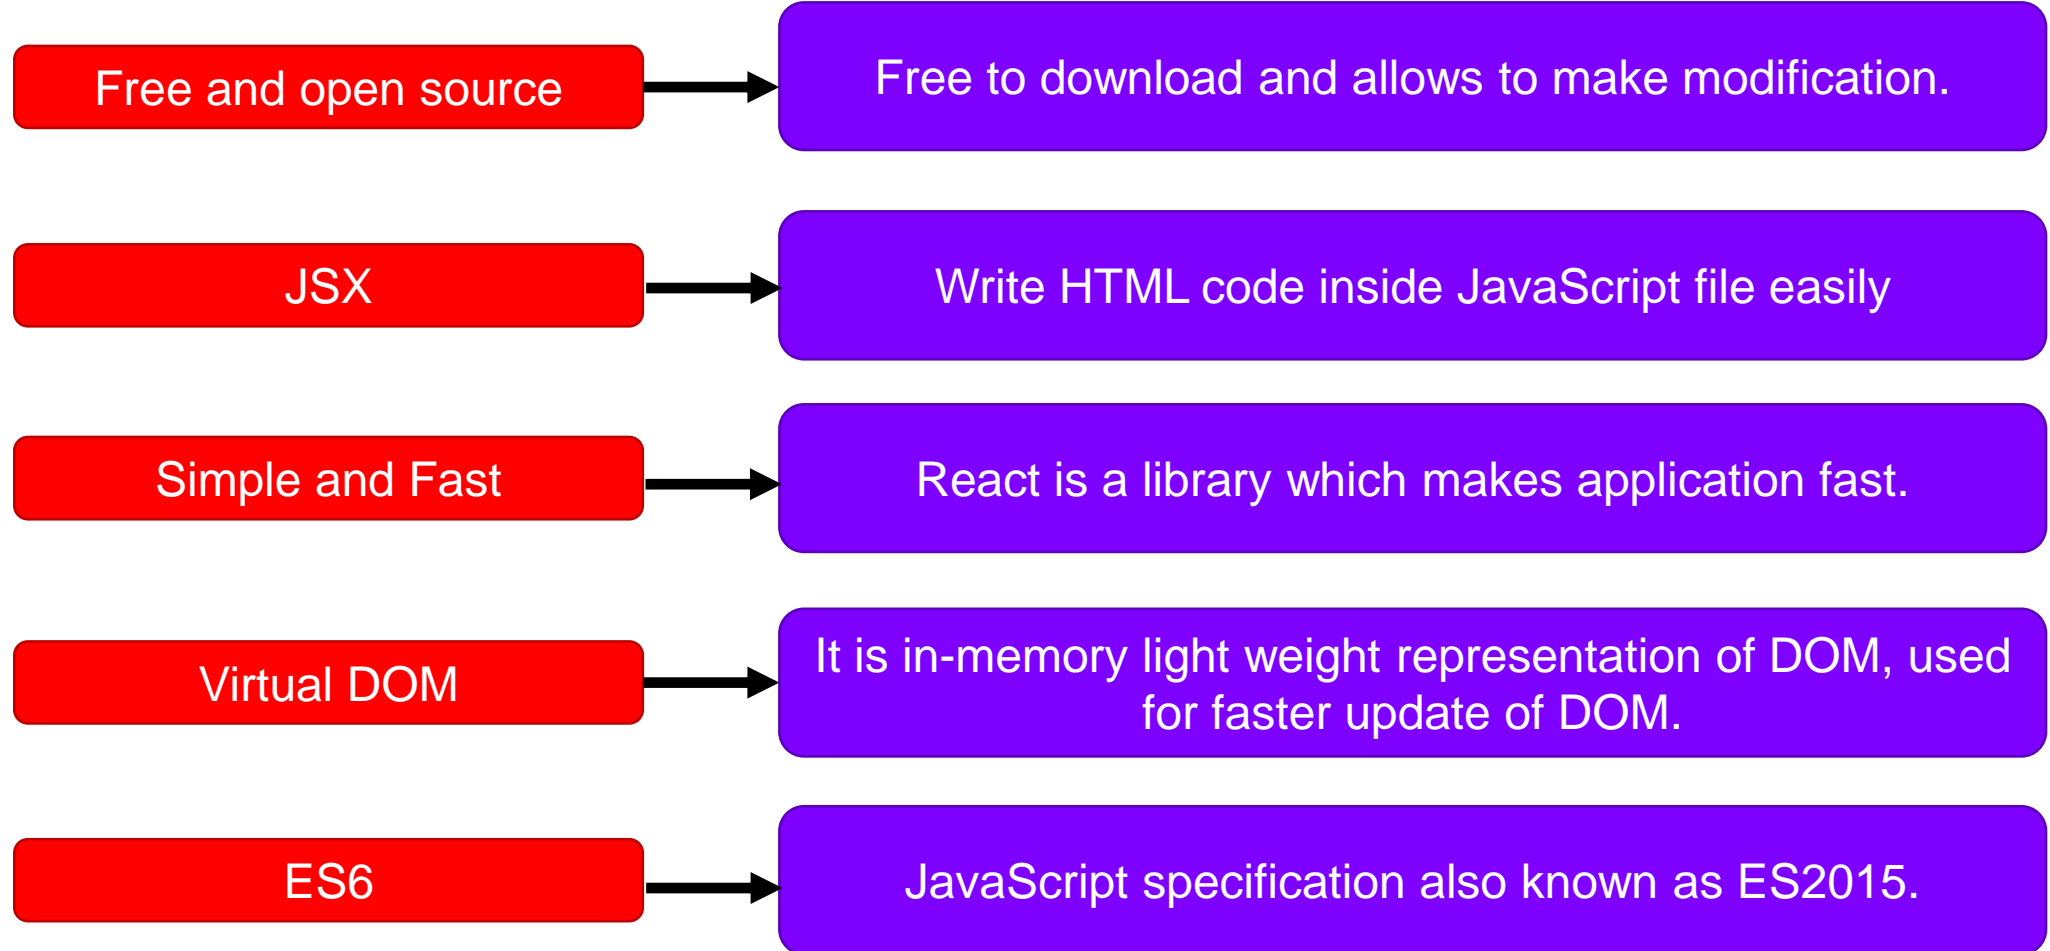 Free and open source
Free to download and allows to make modification.
JSX
Write HTML code inside JavaScript file easily
Simple and Fast
React is a library which makes application fast.
Virtual DOM
It is in-memory light weight representation of DOM, used
for faster update of DOM.
ES6
JavaScript specification also known as ES2015.